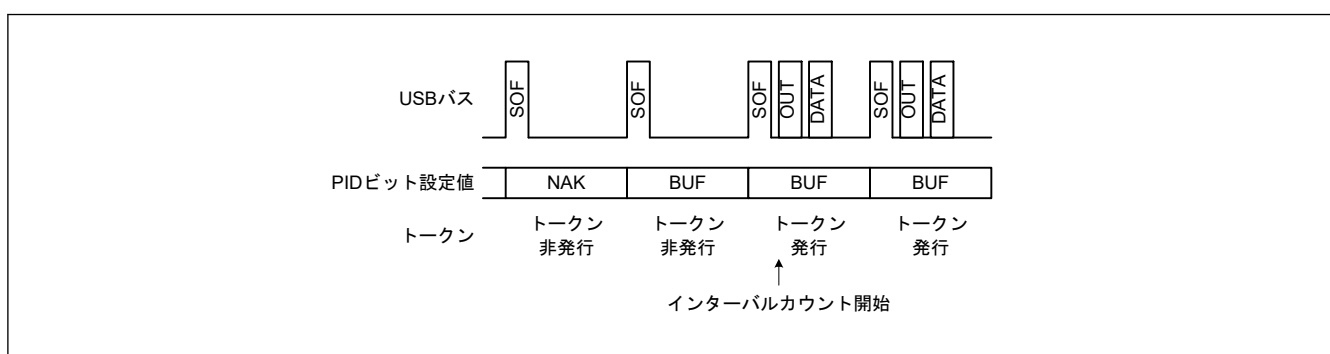 USBバス
SOF SOF SOF OUT DATA SOF OUT DATA
PIDビット設定値 NAK BUF BUF BUF
トークン トークン トークン トークン トークン
非発行 非発行 発行 発行
インターバルカウント開始